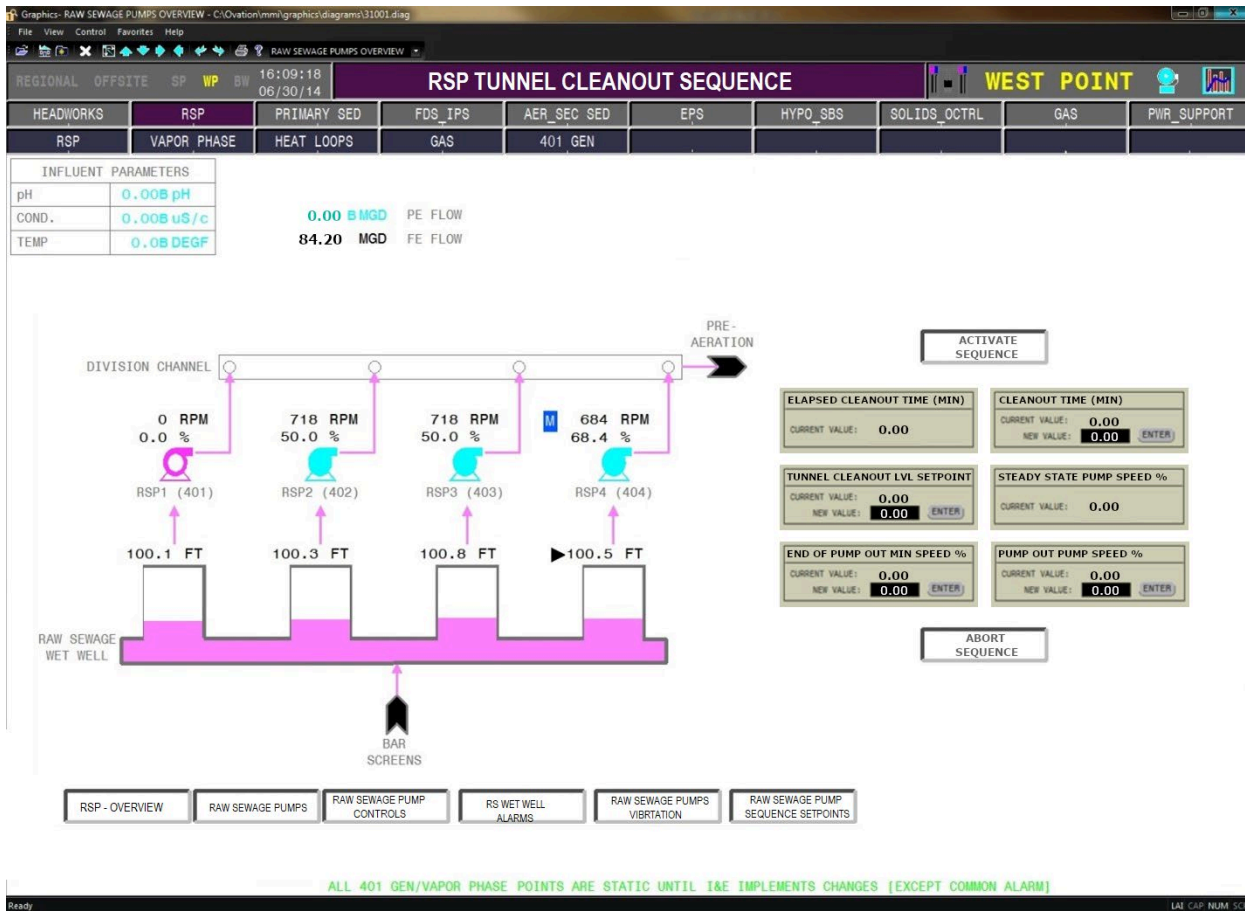 Graphics- RAW SEWAGE PUMPS OVERVIEW - C:\Ovation\mmi\graphics\diagrams\31001.diag
File View Control Favorites Help
RAW SEWAGE PUMPS OVERVIEW
REGIONAL OFFSITE SP WP BW 16:09:18 06/30/14 RSP TUNNEL CLEANOUT SEQUENCE WEST POINT
HEADWORKS RSP PRIMARY SED FDS_IPS AER_SEC SED EPS HYPO_SBS SOLIDS_OCTRL GAS PWR_SUPPORT
RSP VAPOR PHASE HEAT LOOPS GAS 401 GEN
INFLUENT PARAMETERS
pH 0.00B pH
COND. 0.00B uS/c
TEMP 0.0B DEGF
0.00 B MGD PE FLOW
84.20 MGD FE FLOW
PRE-
AERATION
DIVISION CHANNEL
0 RPM 718 RPM 718 RPM M 684 RPM
0.0 % 50.0 % 50.0 % 68.4 %
RSP1 (401) RSP2 (402) RSP3 (403) RSP4 (404)
100.1 FT 100.3 FT 100.8 FT 100.5 FT
RAW SEWAGE
WET WELL
BAR
SCREENS
ACTIVATE
SEQUENCE
ELAPSED CLEANOUT TIME (MIN)
CURRENT VALUE: 0.00
CLEANOUT TIME (MIN)
CURRENT VALUE: 0.00
NEW VALUE: 0.00 ENTER
TUNNEL CLEANOUT LVL SETPOINT
CURRENT VALUE: 0.00
NEW VALUE: 0.00 ENTER
STEADY STATE PUMP SPEED %
CURRENT VALUE: 0.00
END OF PUMP OUT MIN SPEED %
CURRENT VALUE: 0.00
NEW VALUE: 0.00 ENTER
PUMP OUT PUMP SPEED %
CURRENT VALUE: 0.00
NEW VALUE: 0.00 ENTER
ABORT
SEQUENCE
RSP - OVERVIEW
RAW SEWAGE PUMPS
RAW SEWAGE PUMP
CONTROLS
RS WET WELL
ALARMS
RAW SEWAGE PUMPS
VIBRTATION
RAW SEWAGE PUMP
SEQUENCE SETPOINTS
ALL 401 GEN/VAPOR PHASE POINTS ARE STATIC UNTIL I&E IMPLEMENTS CHANGES [EXCEPT COMMON ALARM]
Ready LAI CAP NUM SC